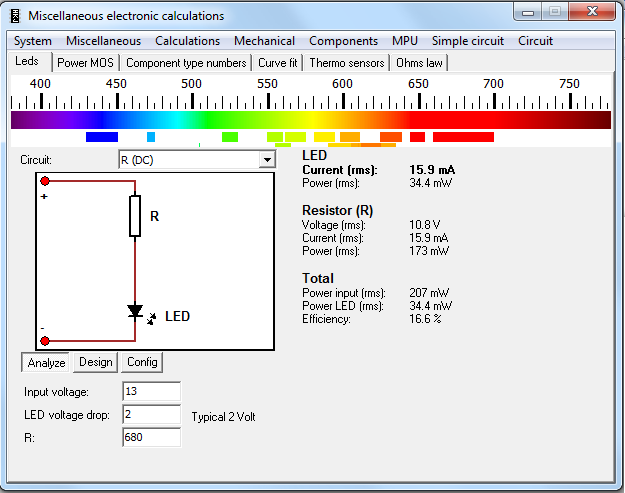 Miscellaneous electronic calculations
System Miscellaneous Calculations Mechanical Components MPU Simple circuit Circuit
Leds Power MOS Component type numbers Curve fit Thermo sensors Ohms law
400 450 500 550 600 650 700 750
Circuit: R (DC)
+
R
LED
-
LED
Current (rms): 15.9 mA
Power (rms): 34.4 mW
Resistor (R)
Voltage (rms): 10.8 V
Current (rms): 15.9 mA
Power (rms): 173 mW
Total
Power input (rms): 207 mW
Power LED (rms): 34.4 mW
Efficiency: 16.6 %
Analyze Design Config
Input voltage: 13
LED voltage drop: 2 Typical 2 Volt
R: 680